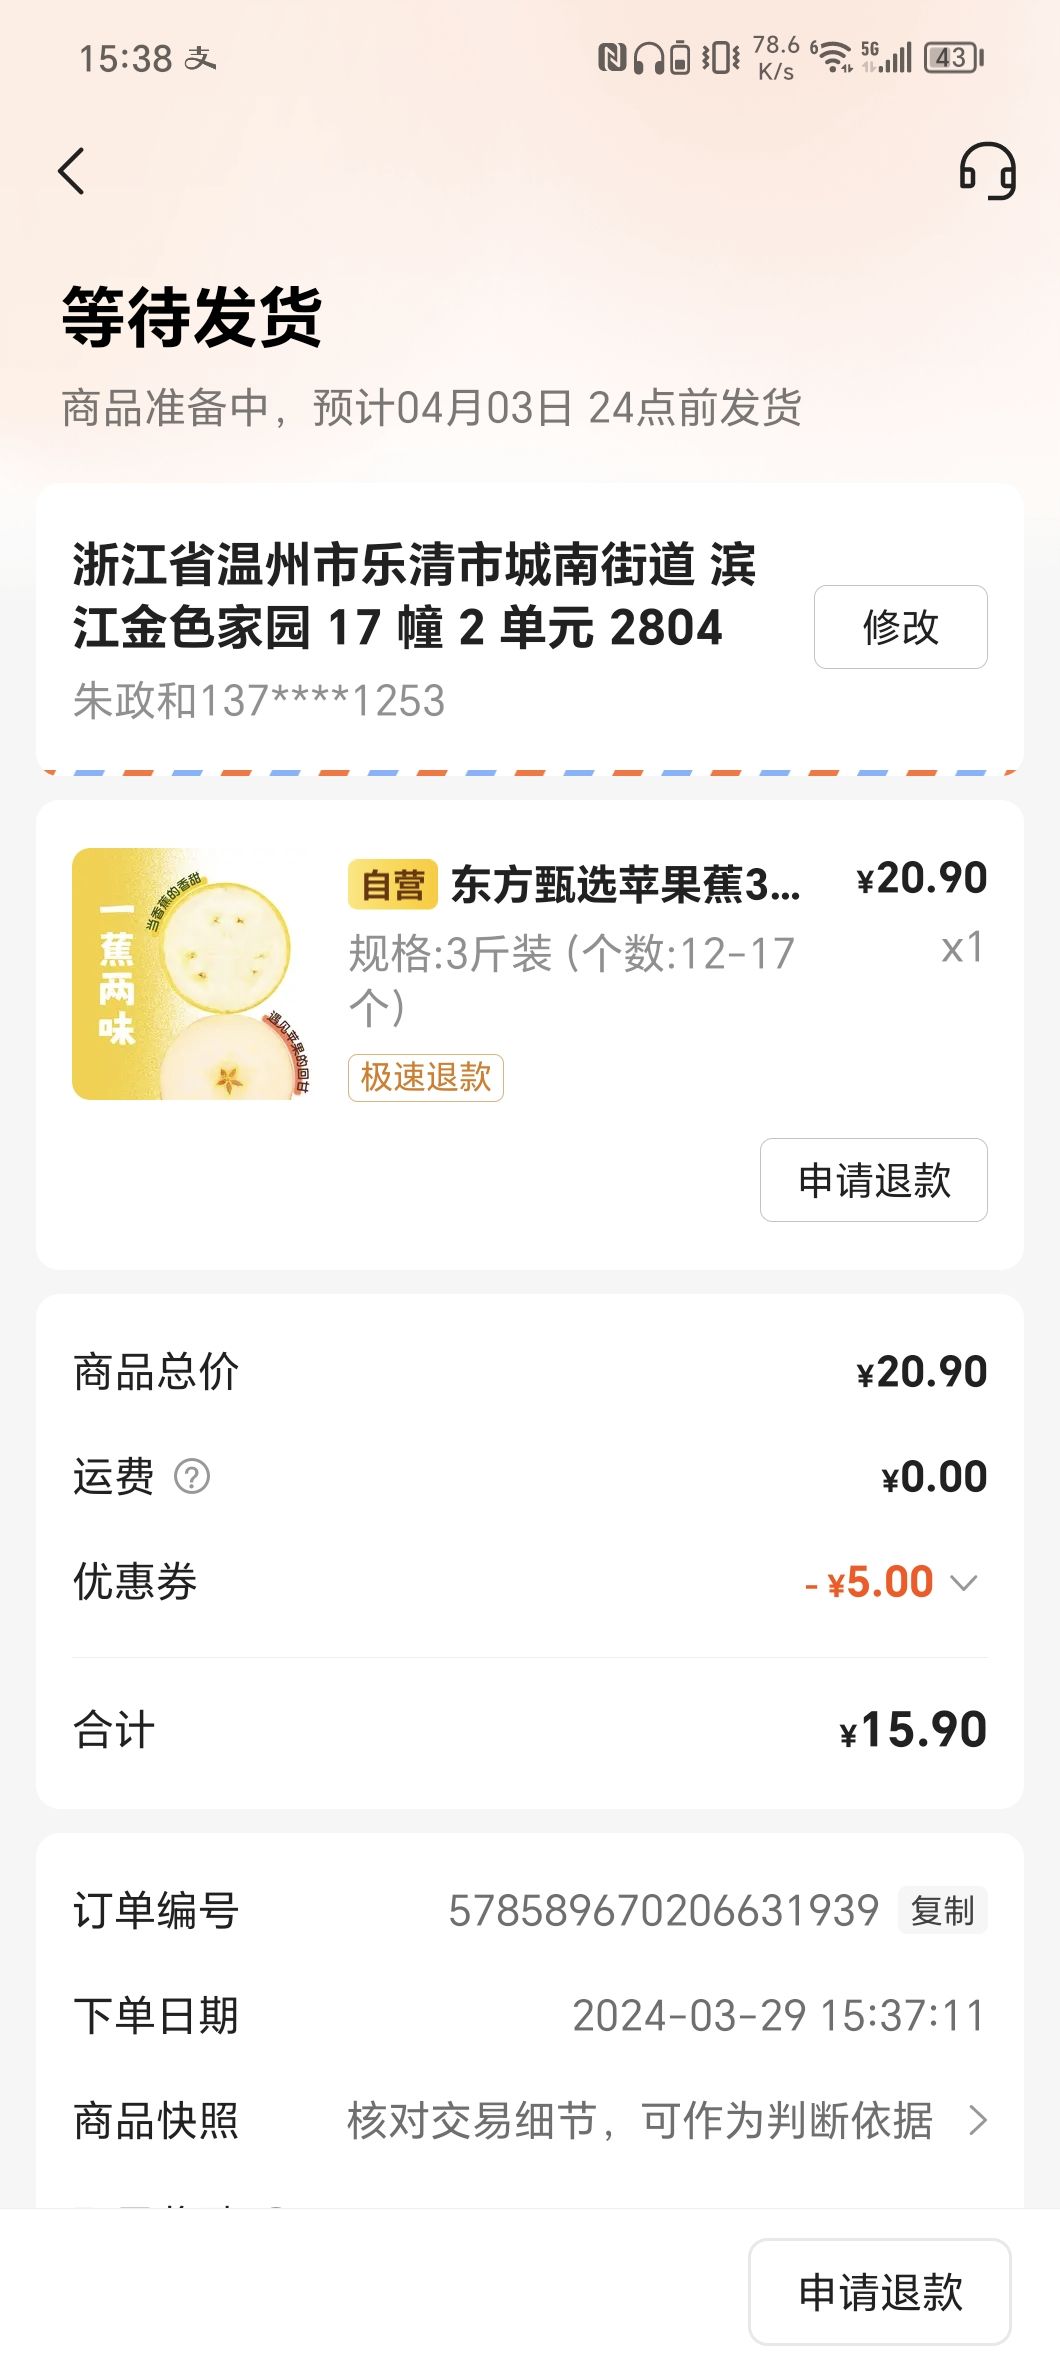 15:38 支
78.6
K/s
6
5G
43
等待发货
商品准备中，预计04月03日 24点前发货
浙江省温州市乐清市城南街道 滨
江金色家园 17 幢 2 单元 2804
修改
朱政和137****1253
一蕉两味
当香蕉的香甜
遇见苹果的回甘
自营 东方甄选苹果蕉3... ¥20.90
规格:3斤装 (个数:12-17 x1
个)
极速退款
申请退款
商品总价 ¥20.90
运费 ? ¥0.00
优惠券 - ¥5.00
合计 ¥15.90
订单编号 578589670206631939 复制
下单日期 2024-03-29 15:37:11
商品快照 核对交易细节，可作为判断依据
申请退款